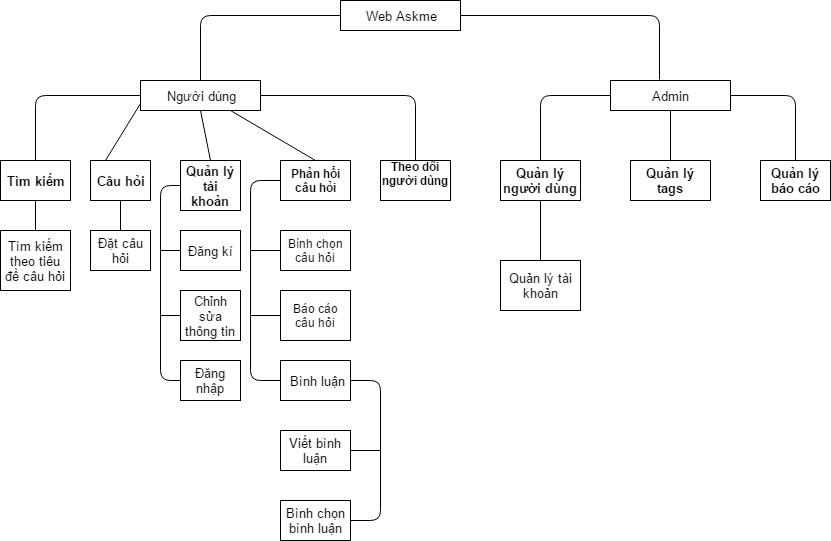 Web Askme
Người dùng
Admin
Tìm kiếm
Câu hỏi
Quản lý
tài
khoản
Phản hồi
câu hỏi
Theo dõi
người dùng
Quản lý
người dùng
Quản lý
tags
Quản lý
báo cáo
Tìm kiếm
theo tiêu
đề câu hỏi
Đặt câu
hỏi
Đăng kí
Bình chọn
câu hỏi
Quản lý tài
khoản
Chỉnh
sửa
thông tin
Báo cáo
câu hỏi
Đăng
nhập
Bình luận
Viết bình
luận
Bình chọn
bình luận